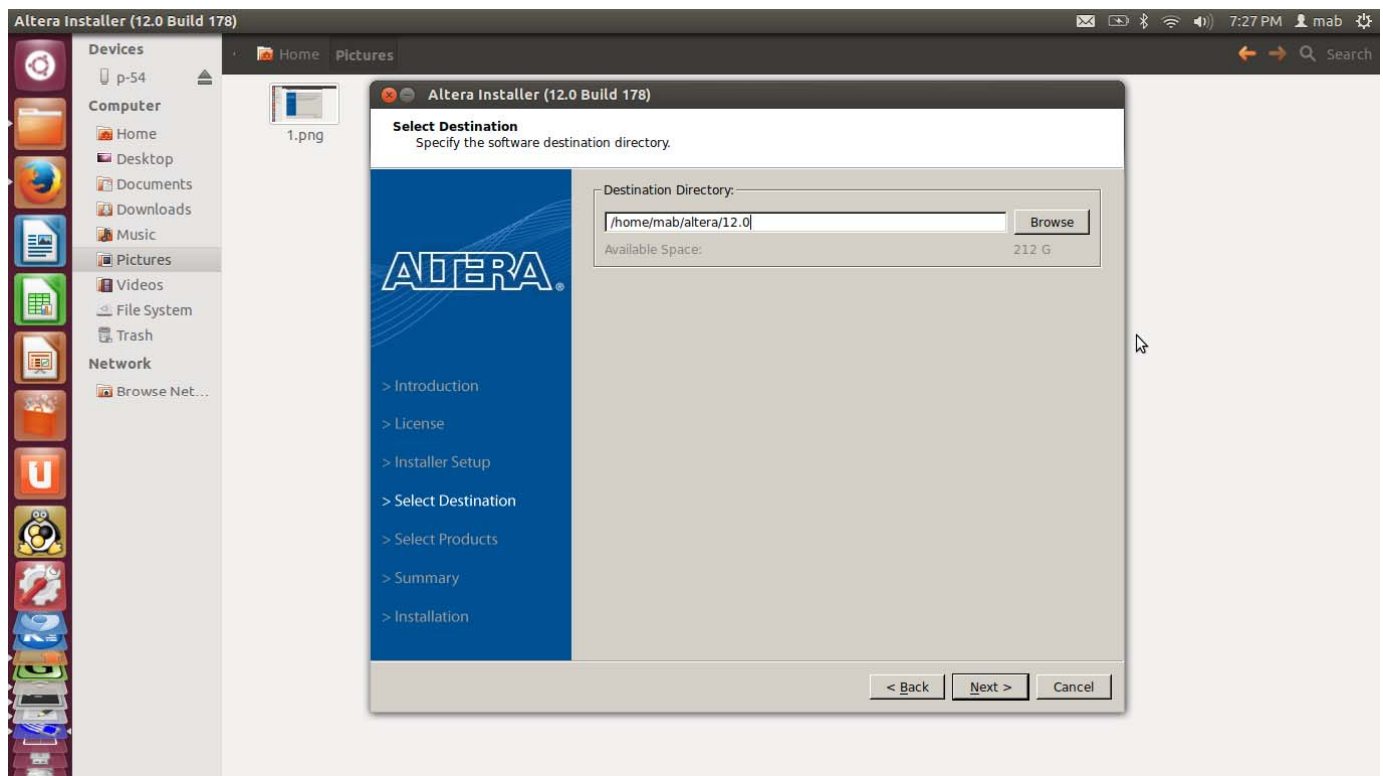 Altera Installer (12.0 Build 178)
7:27 PM mab
Devices
p-54
Computer
Home
Desktop
Documents
Downloads
Music
Pictures
Videos
File System
Trash
Network
Browse Net...
Home Pictures
Search
1.png
Altera Installer (12.0 Build 178)
Select Destination
Specify the software destination directory.
ALTERA®
> Introduction
> License
> Installer Setup
> Select Destination
> Select Products
> Summary
> Installation
Destination Directory:
/home/mab/altera/12.0
Browse
Available Space: 212 G
< Back Next > Cancel